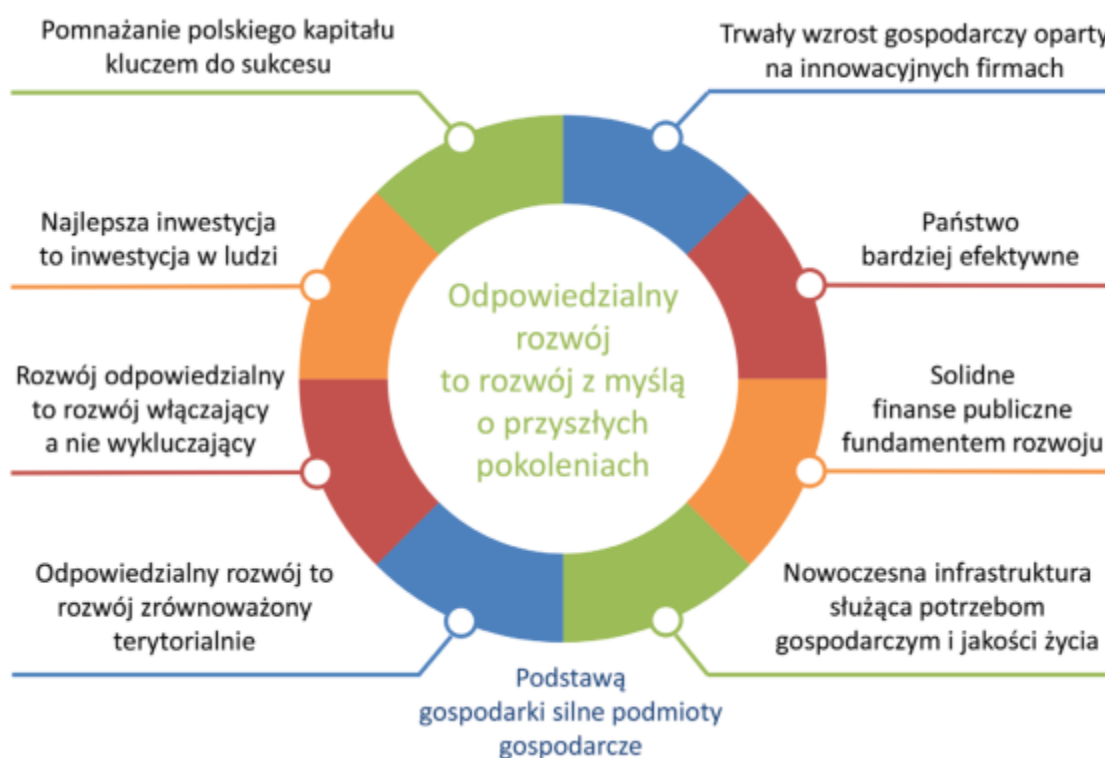 Pomnażanie polskiego kapitału
kluczem do sukcesu
Trwały wzrost gospodarczy oparty
na innowacyjnych firmach
Najlepsza inwestycja
to inwestycja w ludzi
Państwo
bardziej efektywne
Odpowiedzialny
rozwój
to rozwój z myślą
o przyszłych
pokoleniach
Rozwój odpowiedzialny
to rozwój włączający
a nie wykluczający
Solidne
finanse publiczne
fundamentem rozwoju
Odpowiedzialny rozwój to
rozwój zrównoważony
terytorialnie
Nowoczesna infrastruktura
służąca potrzebom
gospodarczym i jakości życia
Podstawą
gospodarki silne podmioty
gospodarcze